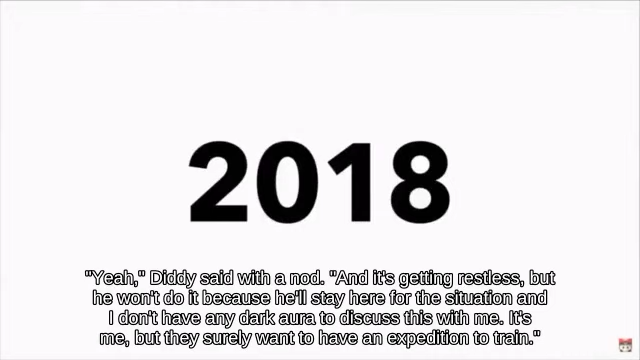 2018
"Yeah," Diddy said with a nod. "And it's getting restless, but
he won't do it because he'll stay here for the situation and
I don't have any dark aura to discuss this with me. It's
me, but they surely want to have an expedition to train."